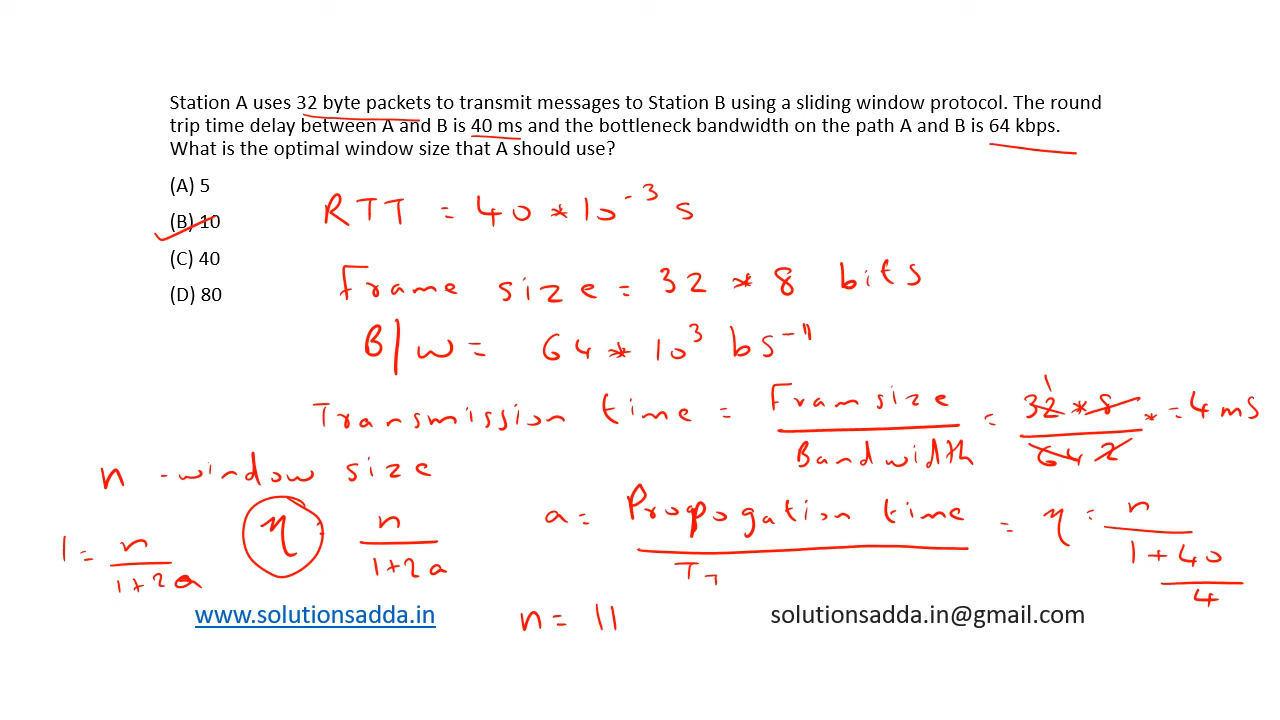 Station A uses 32 byte packets to transmit messages to Station B using a sliding window protocol. The round
trip time delay between A and B is 40 ms and the bottleneck bandwidth on the path A and B is 64 kbps.
What is the optimal window size that A should use?
(A) 5
(B) 10
(C) 40
(D) 80
RTT = 40 * 10^-3 s
Frame size = 32 * 8 bits
B/w = 64 * 10^3 bs^-1
Transmission time = Framsize / Bandwidth = 32 * 8 / 64 2 * = 4 ms
1
n - window size
η n / 1+2a
1 = n / 1+2a
a = Propogation time / T = η = n / 1 + 40 / 4
n = 11
www.solutionsadda.in
solutionsadda.in@gmail.com